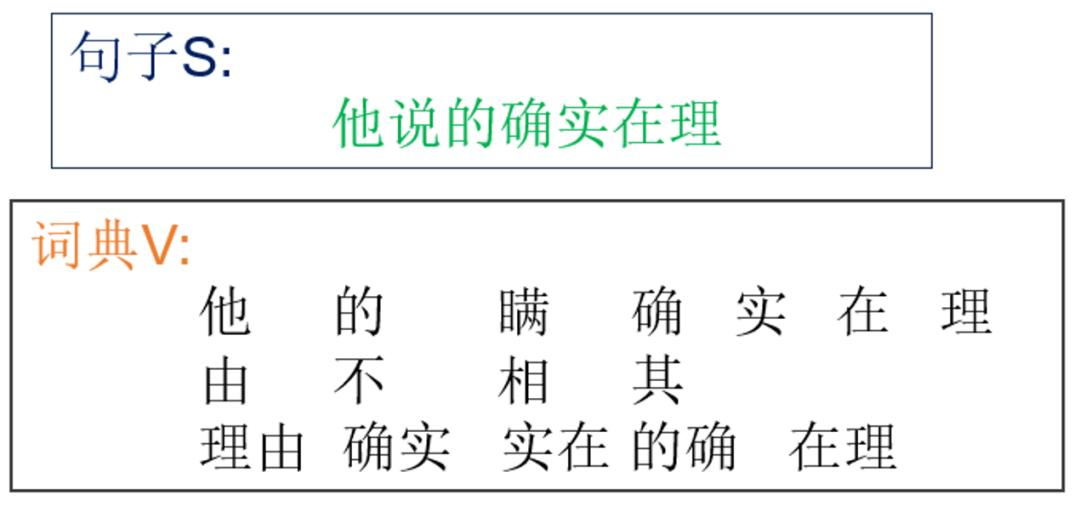 句子S:
他说的确实在理
词典V:
他 的 瞒 确 实 在 理
由 不 相 其
理由 确实 实在 的确 在理